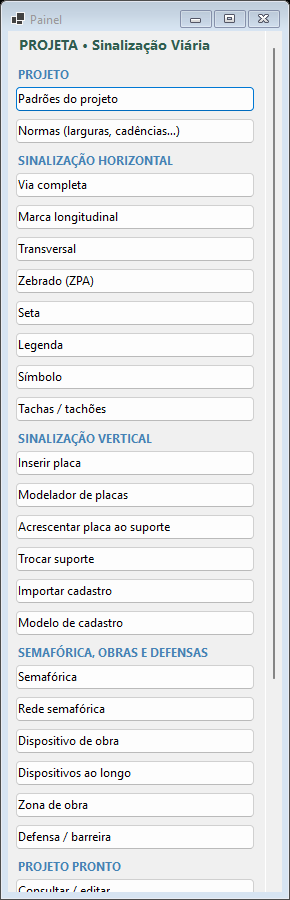 Painel
PROJETA • Sinalização Viária
PROJETO
Padrões do projeto
Normas (larguras, cadências...)
SINALIZAÇÃO HORIZONTAL
Via completa
Marca longitudinal
Transversal
Zebrado (ZPA)
Seta
Legenda
Símbolo
Tachas / tachões
SINALIZAÇÃO VERTICAL
Inserir placa
Modelador de placas
Acrescentar placa ao suporte
Trocar suporte
Importar cadastro
Modelo de cadastro
SEMAFÓRICA, OBRAS E DEFENSAS
Semafórica
Rede semafórica
Dispositivo de obra
Dispositivos ao longo
Zona de obra
Defensa / barreira
PROJETO PRONTO
Consultar / editar